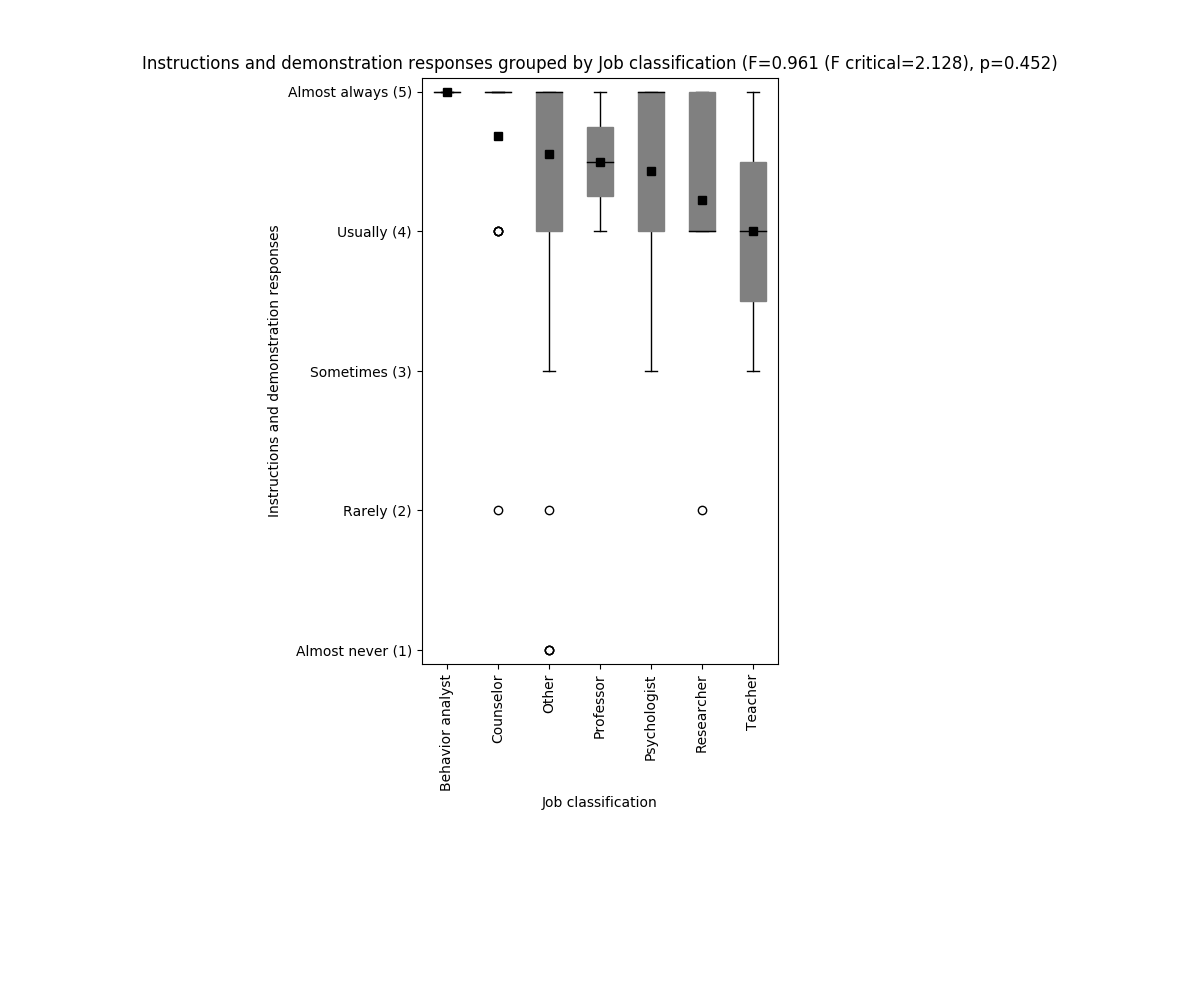 Instructions and demonstration responses grouped by Job classification (F=0.961 (F critical=2.128), p=0.452)
Instructions and demonstration responses
Almost always (5)
Usually (4)
Sometimes (3)
Rarely (2)
Almost never (1)
Behavior analyst
Counselor
Other
Professor
Psychologist
Researcher
Teacher
Job classification